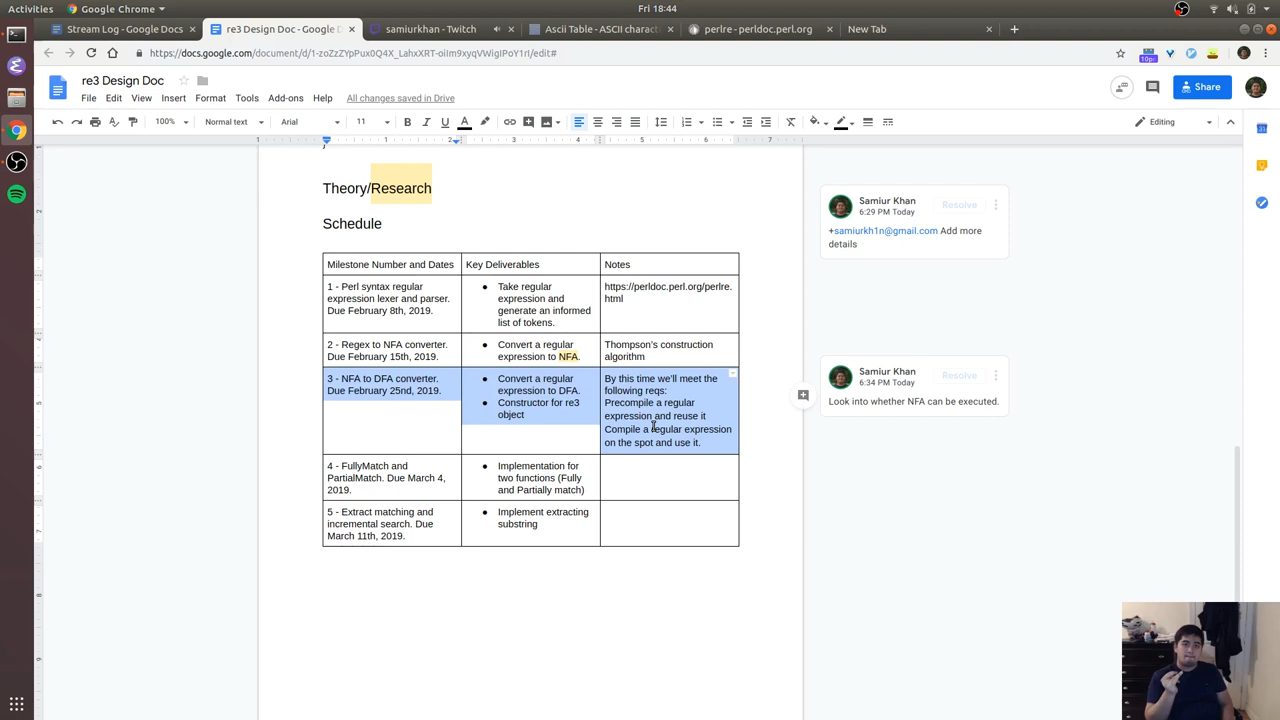 Activities
Google Chrome
Fri 18:44
Stream Log - Google Docs
re3 Design Doc - Google Docs
samiurkhan - Twitch
Ascii Table - ASCII charact
perlre - perldoc.perl.org
New Tab
https://docs.google.com/document/d/1-zoZzZYpPux0Q4X_LahxXRT-oiIm9xyqVWigIPoY1rI/edit#
re3 Design Doc
File
Edit
View
Insert
Format
Tools
Add-ons
Help
All changes saved in Drive
Share
100%
Normal text
Arial
11
Editing
Theory/Research
Schedule
Milestone Number and Dates
Key Deliverables
Notes
1 - Perl syntax regular
expression lexer and parser.
Due February 8th, 2019.
Take regular
expression and
generate an informed
list of tokens.
https://perldoc.perl.org/perlre.
html
2 - Regex to NFA converter.
Due February 15th, 2019.
Convert a regular
expression to NFA.
Thompson's construction
algorithm
3 - NFA to DFA converter.
Due February 25nd, 2019.
Convert a regular
expression to DFA.
Constructor for re3
object
By this time we'll meet the
following reqs:
Precompile a regular
expression and reuse it
Compile a regular expression
on the spot and use it.
4 - FullyMatch and
PartialMatch. Due March 4,
2019.
Implementation for
two functions (Fully
and Partially match)
5 - Extract matching and
incremental search. Due
March 11th, 2019.
Implement extracting
substring
Samiur Khan
6:29 PM Today
Resolve
+samiurkh1n@gmail.com Add more
details
Samiur Khan
6:34 PM Today
Resolve
Look into whether NFA can be executed.